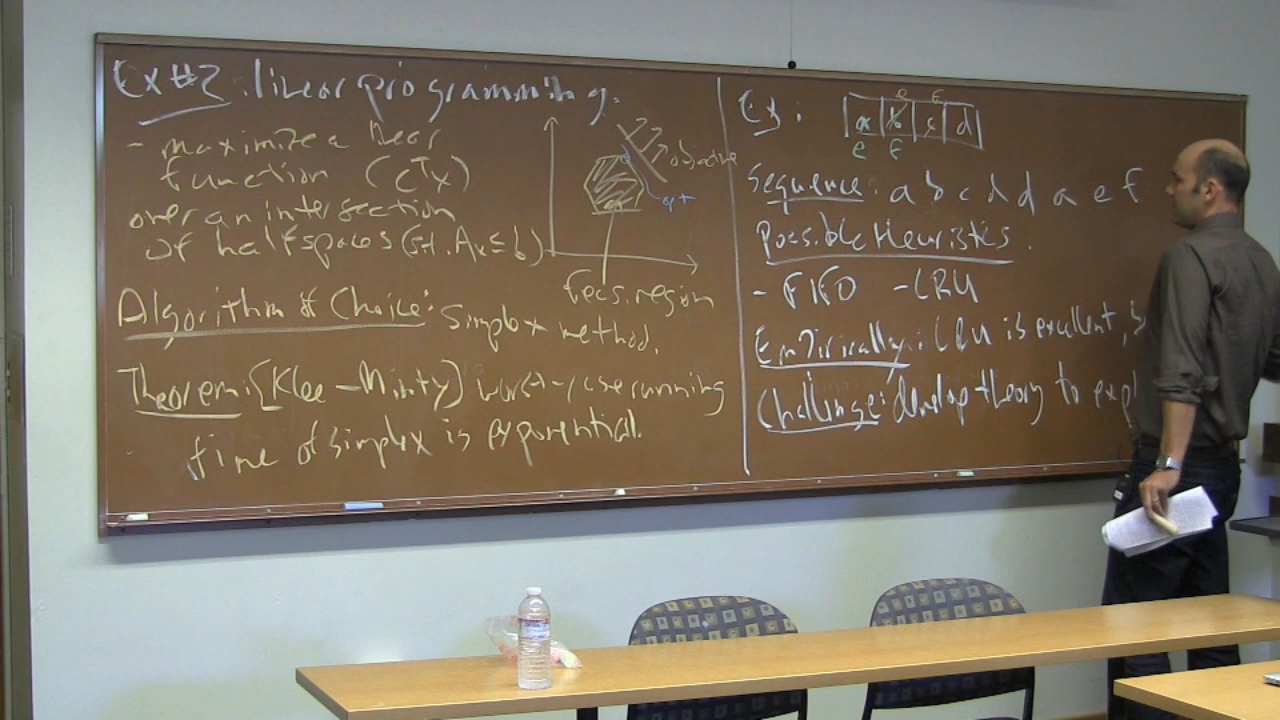 Ex #2: linear programming.
- maximize a linear
function (cᵀx)
over an intersection
of halfspaces (s.t. Ax ≤ b)
objective
opt
feas. region
Algorithm of Choice: simplex method.
Theorem: [Klee-Minty] worst-case running
time of simplex is exponential.
Ex:
e f
a b c d
e f
Sequence: a b c d d a e f
Possible Heuristics:
- FIFO - LRU
Empirically: LRU is excellent,
Challenge: develop theory to expl